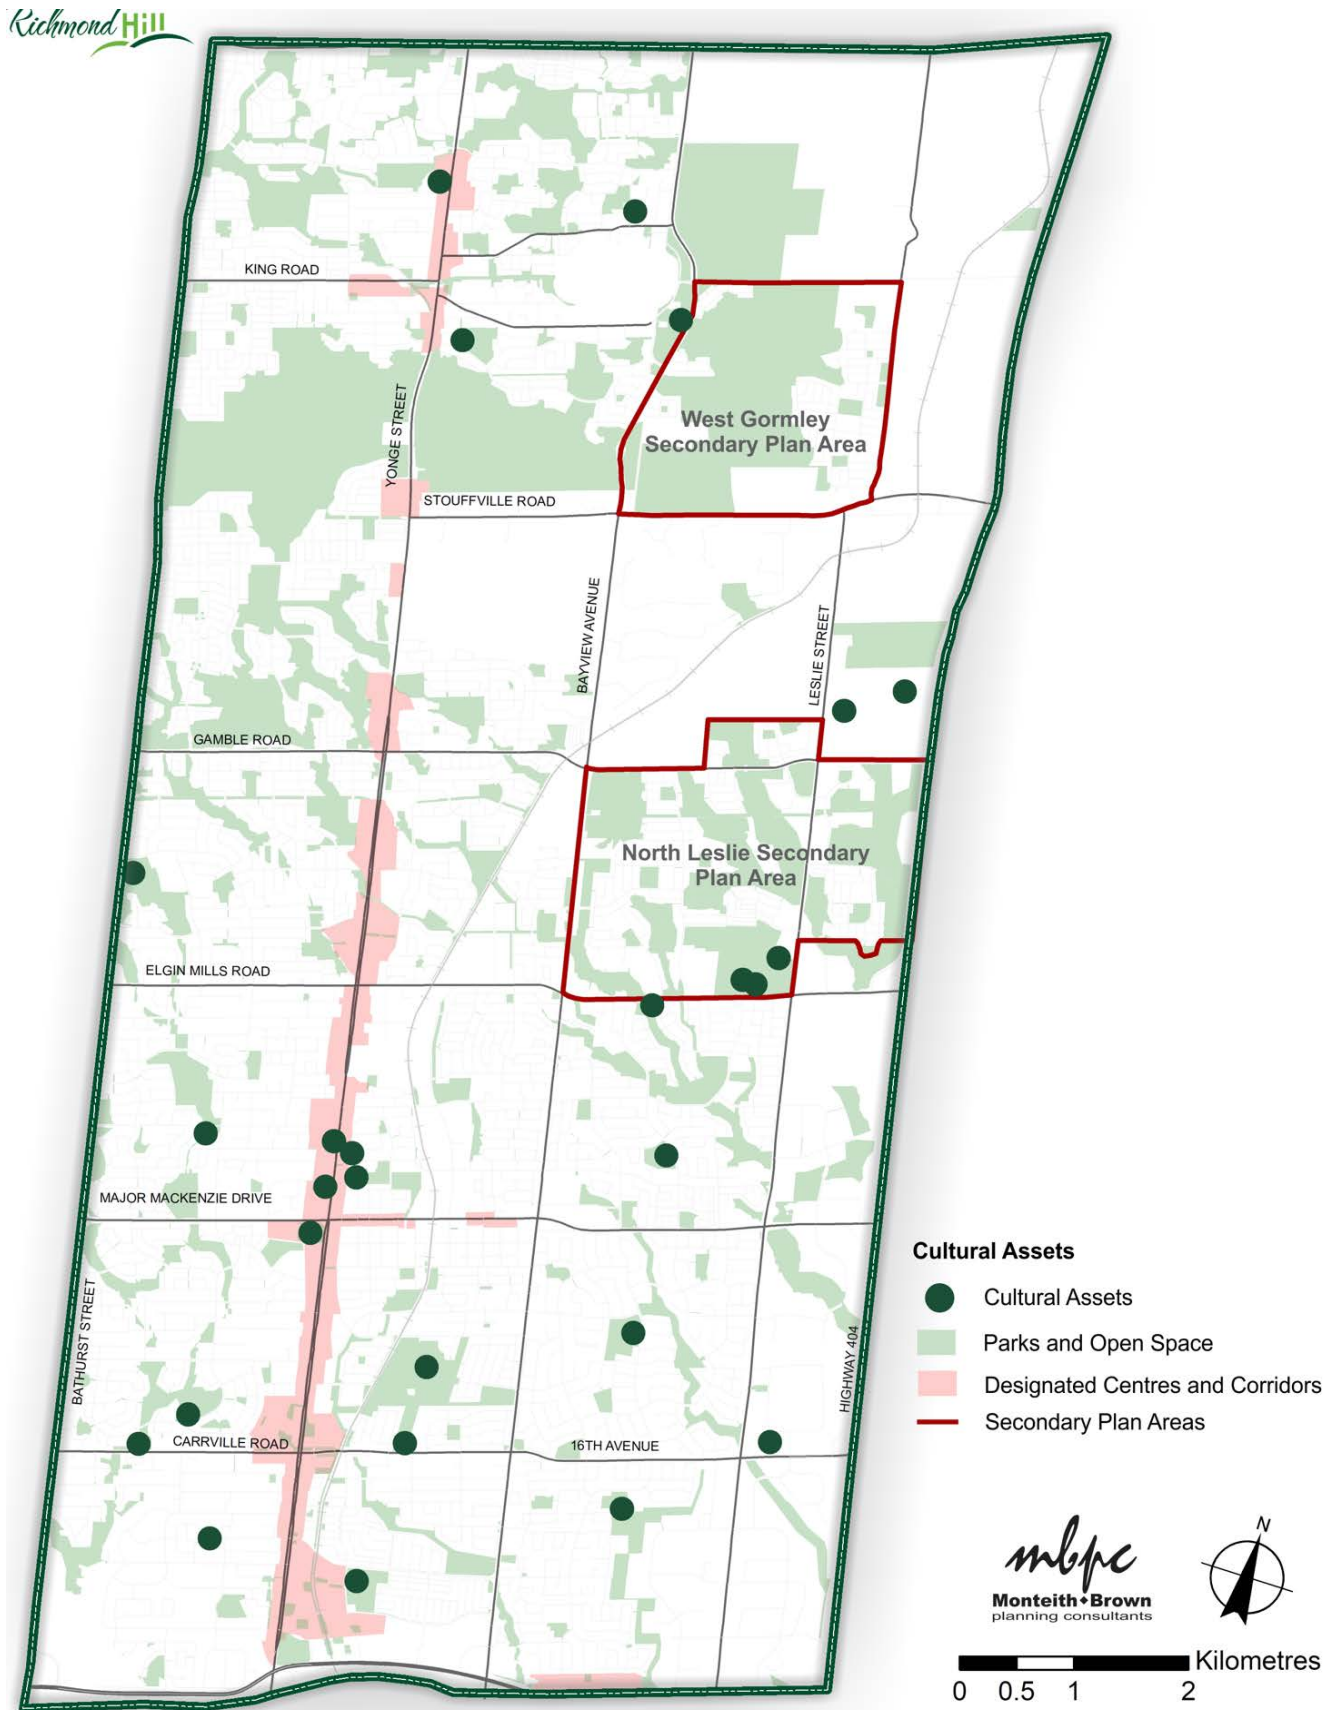 Richmond Hill
KING ROAD
YONGE STREET
West Gormley
Secondary Plan Area
STOUFFVILLE ROAD
BAYVIEW AVENUE
LESLIE STREET
GAMBLE ROAD
North Leslie Secondary
Plan Area
ELGIN MILLS ROAD
MAJOR MACKENZIE DRIVE
BATHURST STREET
HIGHWAY 404
CARRVILLE ROAD
16TH AVENUE
Cultural Assets
Cultural Assets
Parks and Open Space
Designated Centres and Corridors
Secondary Plan Areas
mbpc
Monteith♦Brown
planning consultants
N
Kilometres
0 0.5 1 2